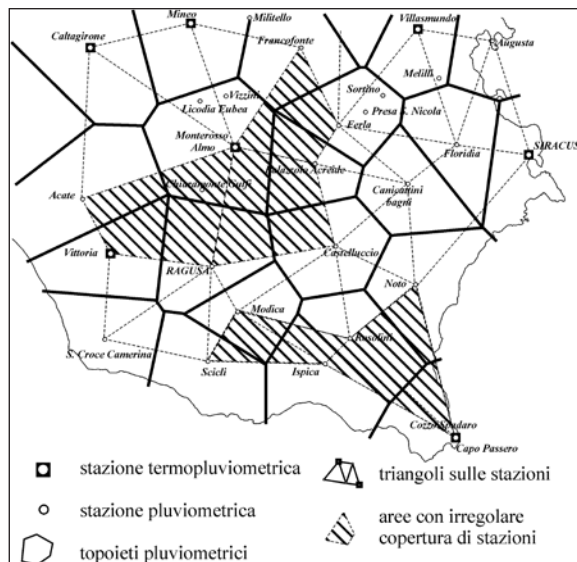 Mineo
Militello
Villasmundo
Caltagirone
Francofonte
Augusta
Melilli
Vizzini
Sortino
Licodia Eubea
Presa S. Nicola
Monterosso
Almo
Floridia
SIRACUS
Palazzolo Acreide
Chiaramonte Gulfi
Canicattini
bagni
Acate
Vittoria
Castelluccio
RAGUSA
Noto
Modica
Rosolini
S. Croce Camerina
Scicli
Ispica
Cozzo Spadaro
Capo Passero
stazione termopluviometrica
triangoli sulle stazioni
stazione pluviometrica
aree con irregolare
copertura di stazioni
topoieti pluviometrici